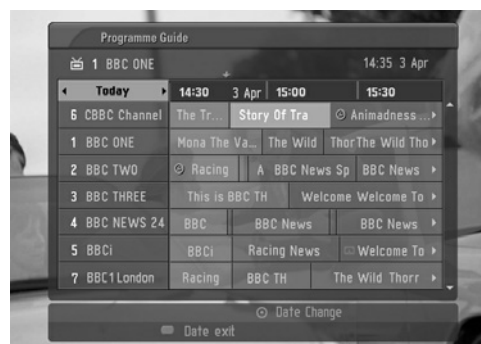 Programme Guide
1 BBC ONE 14:35 3 Apr
Today 14:30 3 Apr 15:00 15:30
6 CBBC Channel The Tr... Story Of Tra Animadness ...
1 BBC ONE Mona The Va... The Wild Thor The Wild Tho
2 BBC TWO Racing A BBC News Sp BBC News
3 BBC THREE This is BBC TH Welcome Welcome To
4 BBC NEWS 24 BBC BBC News BBC News
5 BBCi BBCi Racing News Welcome To
7 BBC1 London Racing BBC TH The Wild Thorr
Date Change
Date exit